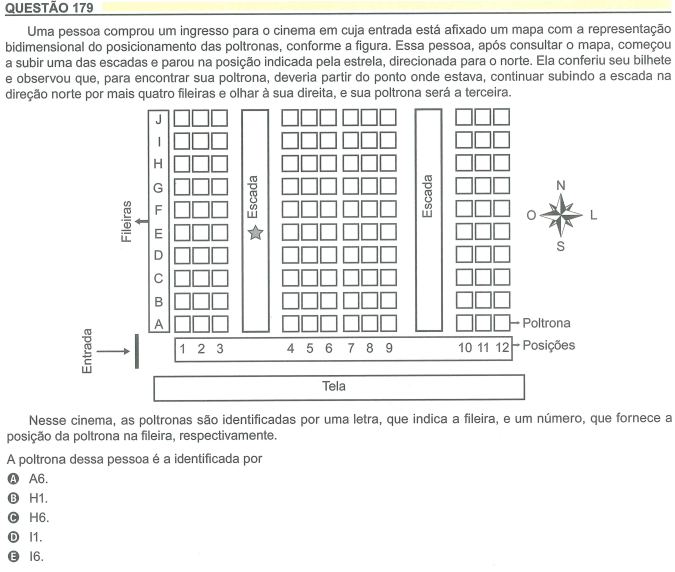 QUESTÃO 179
Uma pessoa comprou um ingresso para o cinema em cuja entrada está afixado um mapa com a representação
bidimensional do posicionamento das poltronas, conforme a figura. Essa pessoa, após consultar o mapa, começou
a subir uma das escadas e parou na posição indicada pela estrela, direcionada para o norte. Ela conferiu seu bilhete
e observou que, para encontrar sua poltrona, deveria partir do ponto onde estava, continuar subindo a escada na
direção norte por mais quatro fileiras e olhar à sua direita, e sua poltrona será a terceira.
J
I
H
G
F
E
D
C
B
A
Fileiras
Escada
Escada
N
O
L
S
Poltrona
Entrada
1 2 3 4 5 6 7 8 9 10 11 12
Posições
Tela
Nesse cinema, as poltronas são identificadas por uma letra, que indica a fileira, e um número, que fornece a
posição da poltrona na fileira, respectivamente.
A poltrona dessa pessoa é a identificada por
A A6.
B H1.
C H6.
D I1.
E I6.